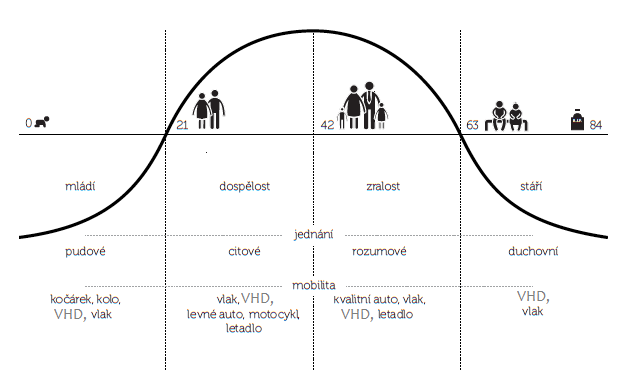 0
21
42
63
R.I.P.
84
mládí
dospělost
zralost
stáří
jednání
pudové
citové
rozumové
duchovní
mobilita
kočárek, kolo,
VHD, vlak
vlak, VHD,
levné auto, motocykl,
letadlo
kvalitní auto, vlak,
VHD, letadlo
VHD,
vlak